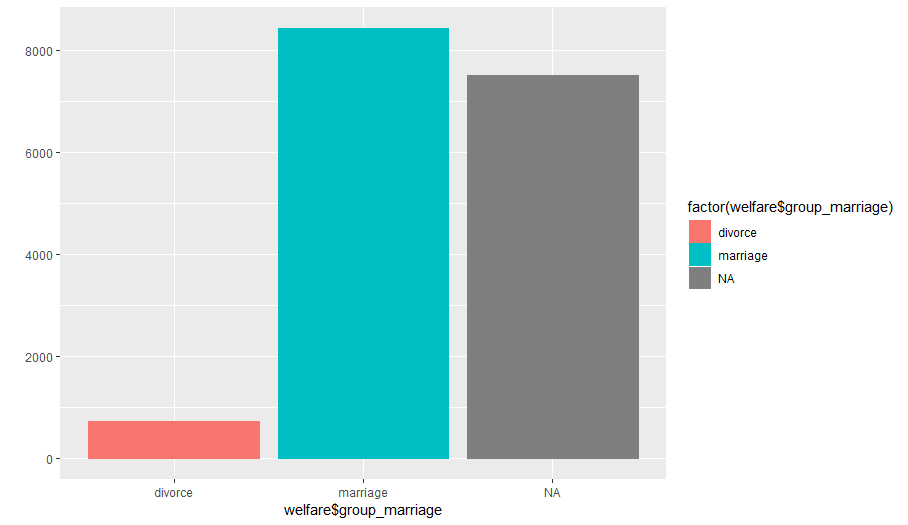 8000
6000
4000
2000
0
divorce marriage NA
welfare$group_marriage
factor(welfare$group_marriage)
divorce
marriage
NA